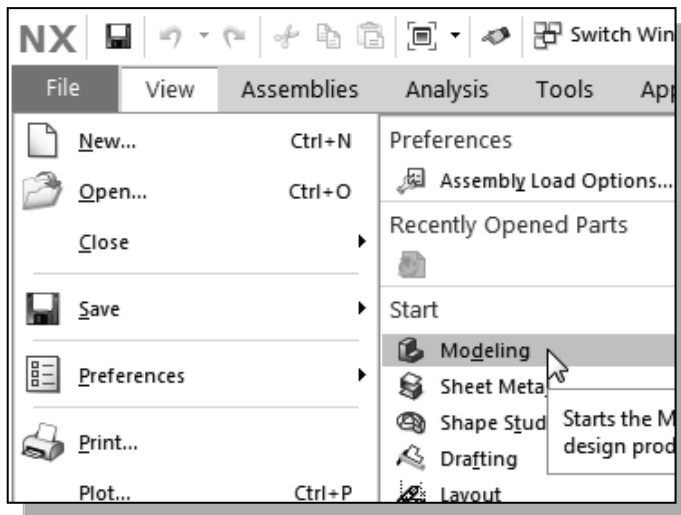 NX Switch Win
File View Assemblies Analysis Tools App
New... Ctrl+N
Open... Ctrl+O
Close
Save
Preferences
Print...
Plot... Ctrl+P
Preferences
Assembly Load Options...
Recently Opened Parts
Start
Modeling
Sheet Meta
Shape Stud
Drafting
Layout
Starts the M
design prod